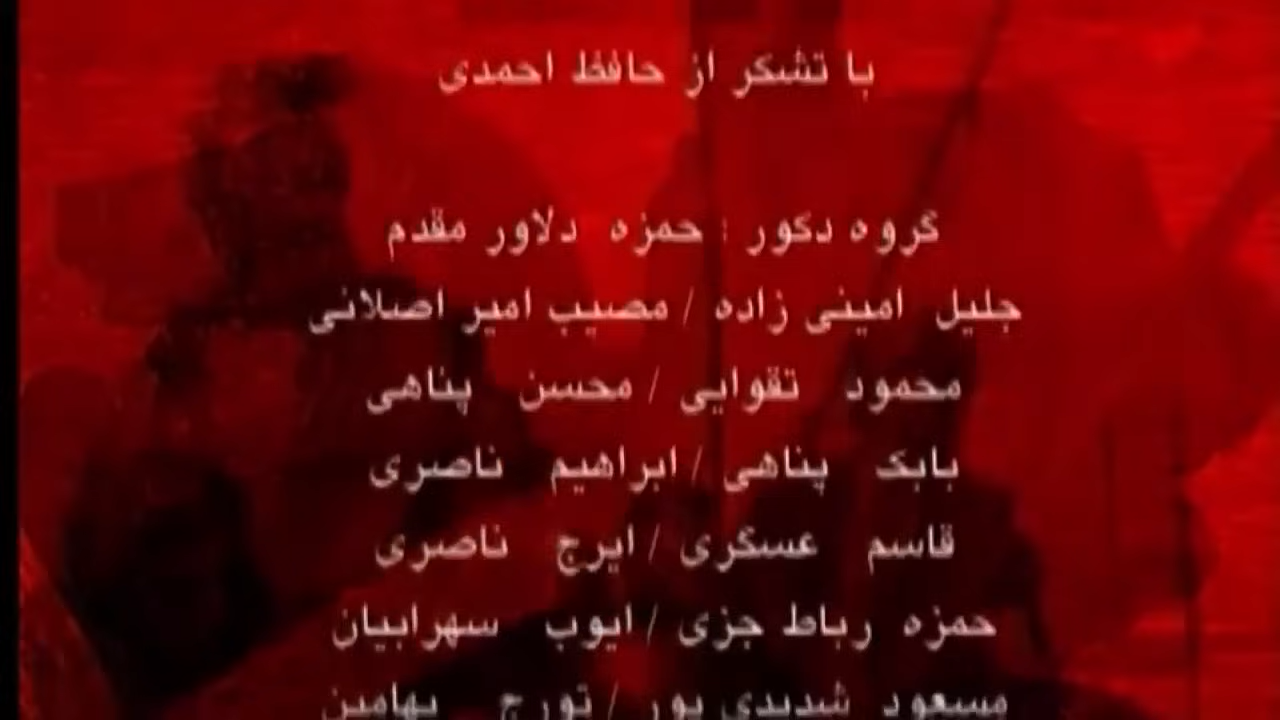 با تشکر از حافظ احمدی
گروه دکور : حمزه دلاور مقدم
جلیل امینی زاده / مصیب امیر اصلانی
محمود تقوایی / محسن پناهی
بابک پناهی / ابراهیم ناصری
قاسم عسگری / ایرج ناصری
حمزه رباط جزی / ایوب سهرابیان
مسعود شدیدی پور / تورج بهامین